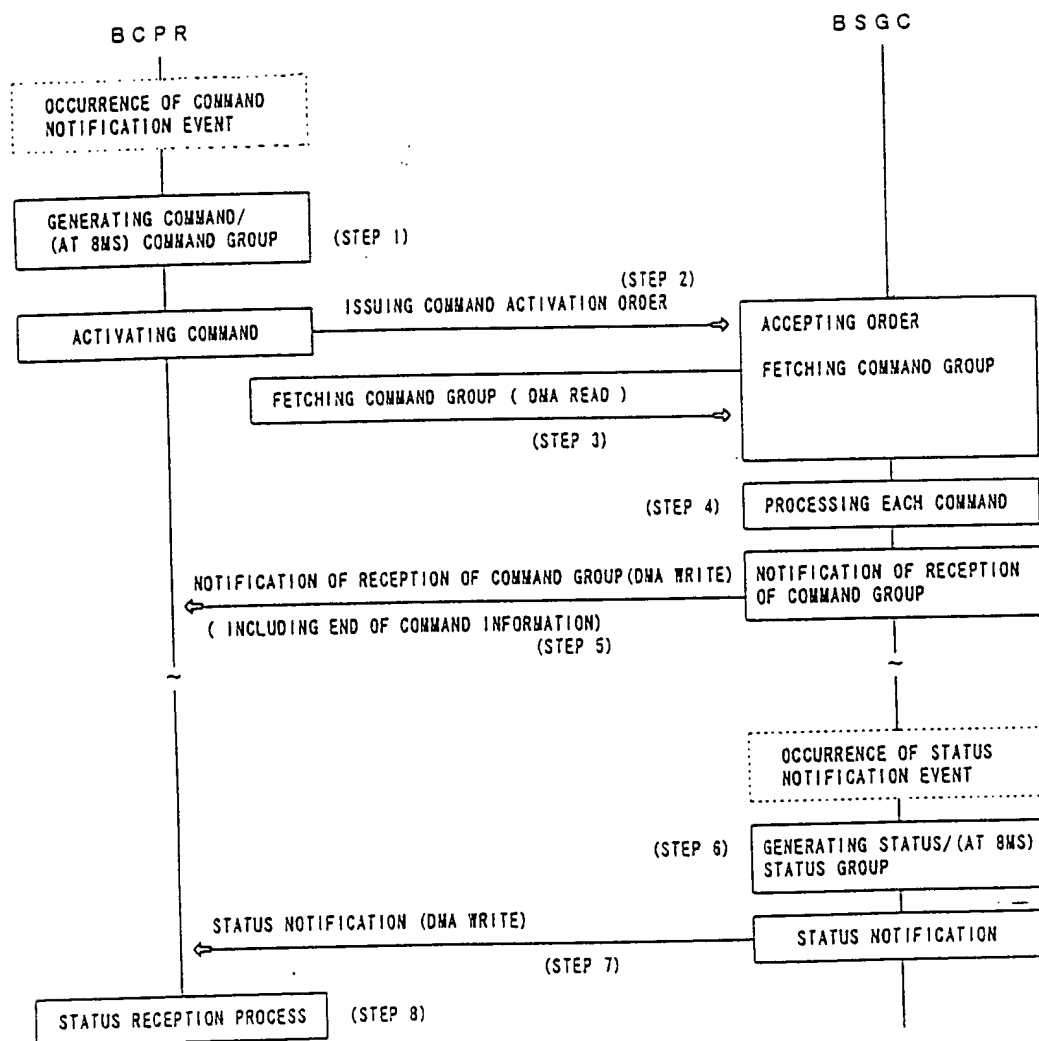 BCPR
BSGC
OCCURRENCE OF COMMAND
NOTIFICATION EVENT
GENERATING COMMAND/
(AT 8MS) COMMAND GROUP
(STEP 1)
(STEP 2)
ISSUING COMMAND ACTIVATION ORDER
ACTIVATING COMMAND
ACCEPTING ORDER
FETCHING COMMAND GROUP
FETCHING COMMAND GROUP ( DMA READ )
(STEP 3)
(STEP 4)
PROCESSING EACH COMMAND
NOTIFICATION OF RECEPTION OF COMMAND GROUP(DMA WRITE)
NOTIFICATION OF RECEPTION
OF COMMAND GROUP
( INCLUDING END OF COMMAND INFORMATION)
(STEP 5)
~
~
OCCURRENCE OF STATUS
NOTIFICATION EVENT
(STEP 6)
GENERATING STATUS/(AT 8MS)
STATUS GROUP
STATUS NOTIFICATION (DMA WRITE)
STATUS NOTIFICATION
(STEP 7)
STATUS RECEPTION PROCESS
(STEP 8)